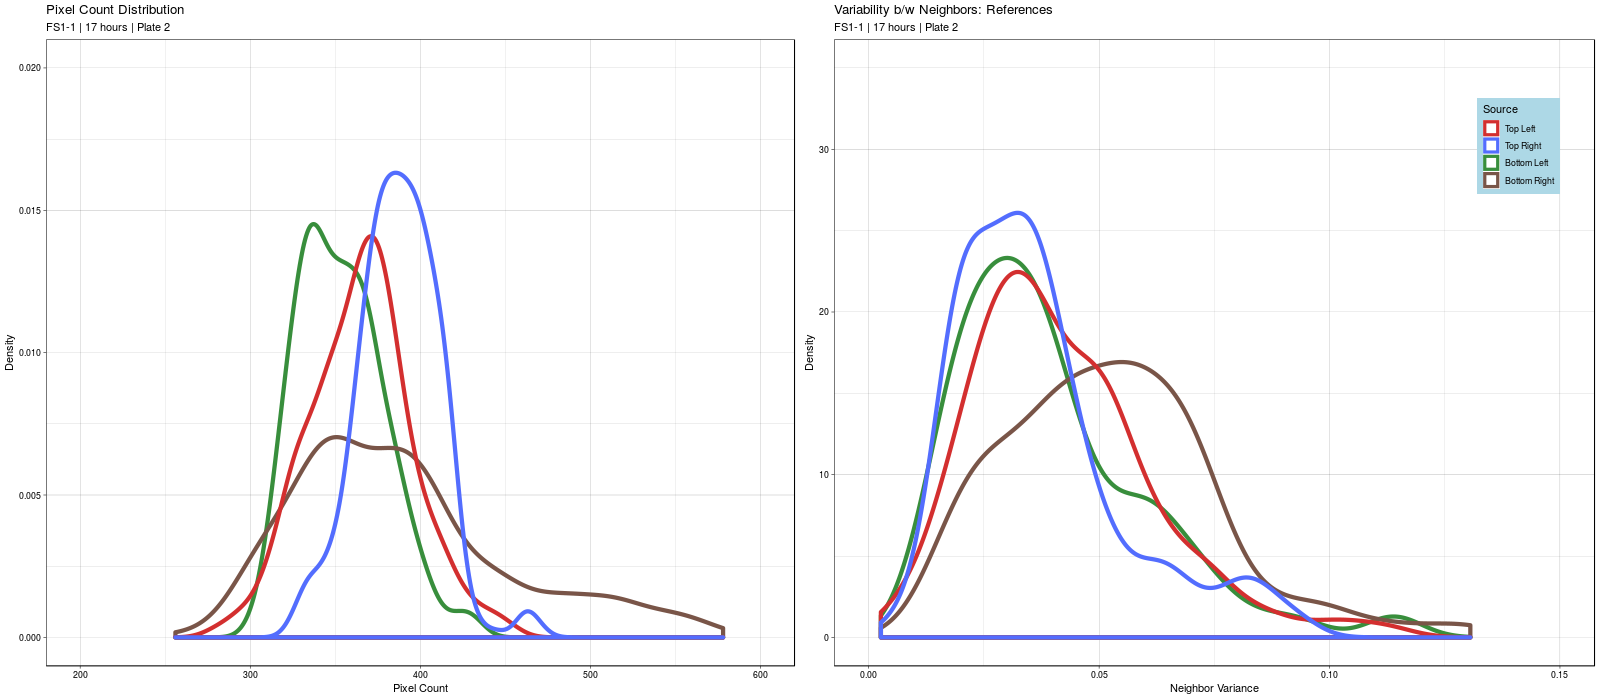 Pixel Count Distribution
FS1-1 | 17 hours | Plate 2
0.020
0.015
0.010
0.005
0.000
Density
200
300
400
500
600
Pixel Count
Variability b/w Neighbors: References
FS1-1 | 17 hours | Plate 2
30
20
10
0
Density
0.00
0.05
0.10
0.15
Neighbor Variance
Source
Top Left
Top Right
Bottom Left
Bottom Right